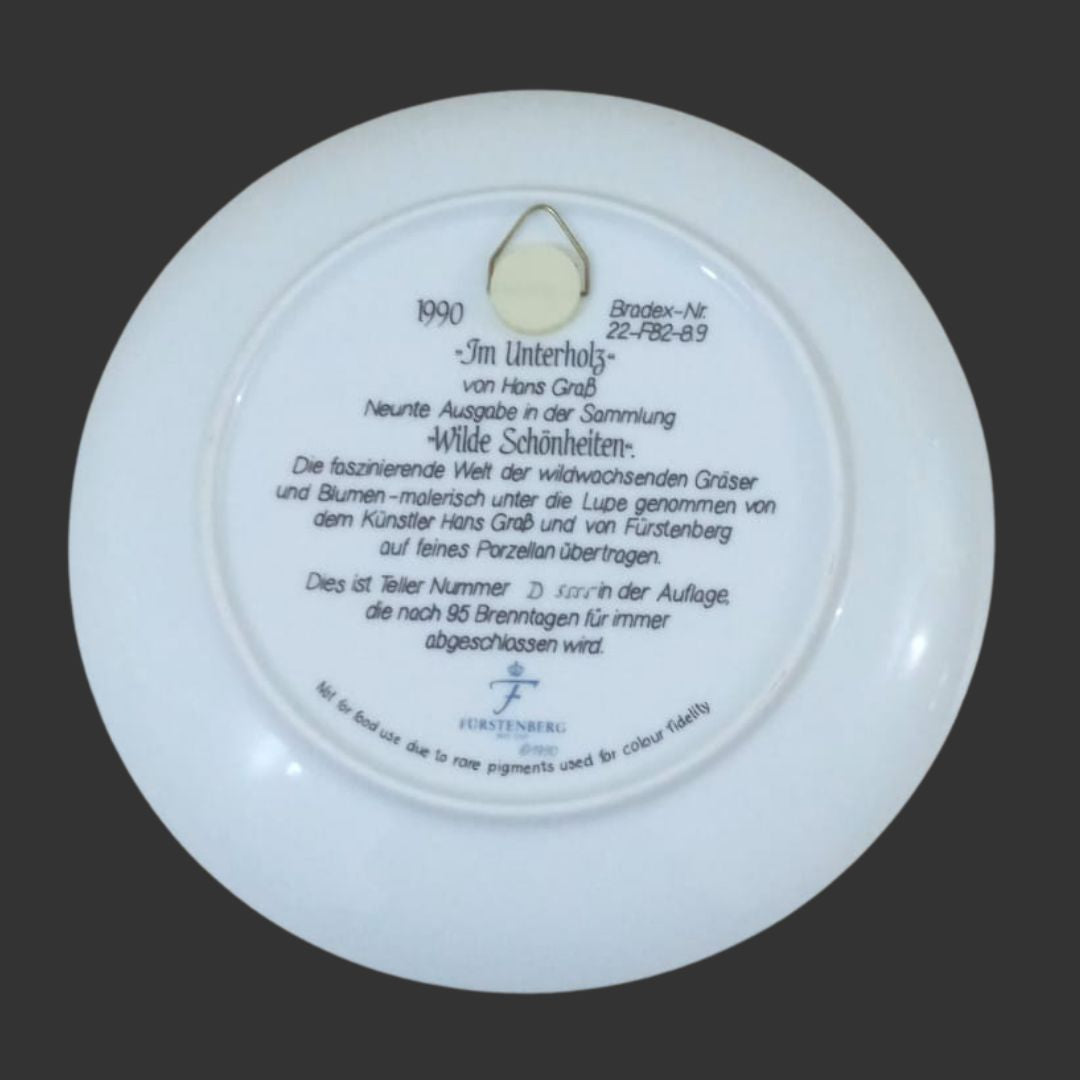 1990
Bradex-Nr.
22-F82-8.9
"Im Unterholz"
von Hans Graß
Neunte Ausgabe in der Sammlung
"Wilde Schönheiten".
Die faszinierende Welt der wildwachsenden Gräser
und Blumen-malerisch unter die Lupe genommen von
dem Künstler Hans Graß und von Fürstenberg
auf feines Porzellan übertragen.
Dies ist Teller Nummer D in der Auflage,
die nach 95 Brenntagen für immer
abgeschlossen wird.
F
FÜRSTENBERG
©1990
Not for food use due to rare pigments used for colour fidelity